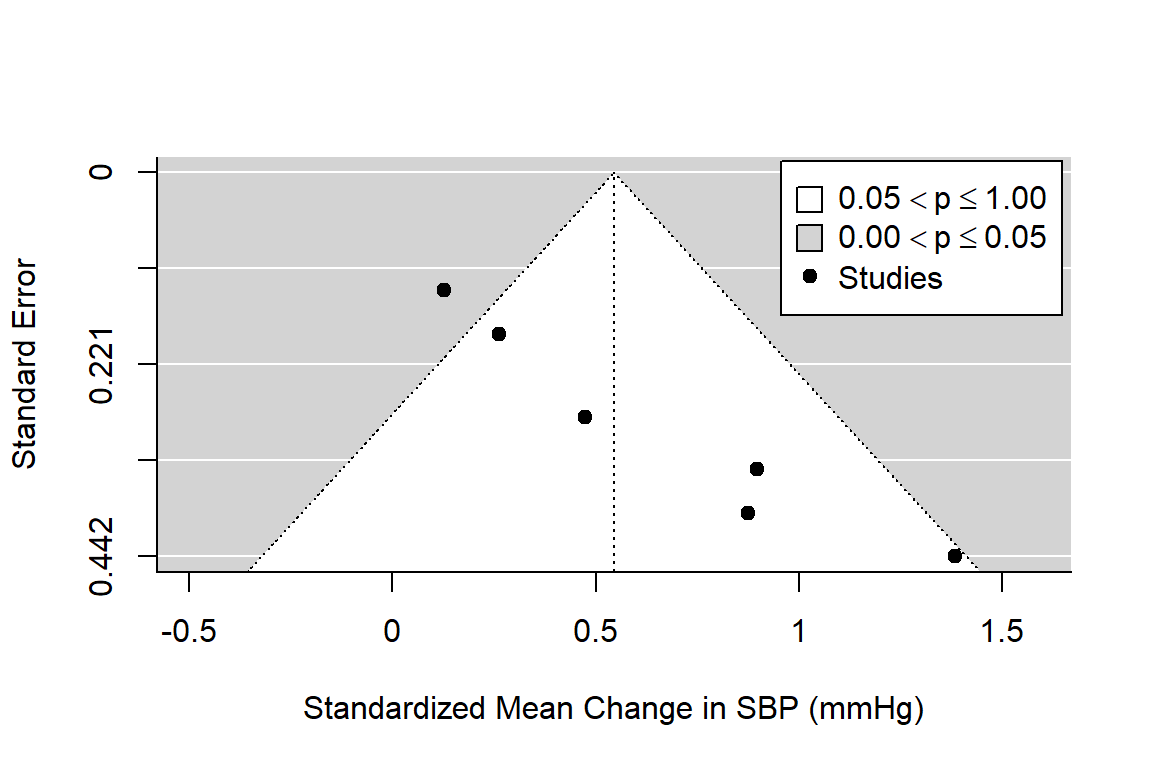 0.05 < p ≤ 1.00
0.00 < p ≤ 0.05
Studies
Standard Error
0
0.221
0.442
-0.5
0
0.5
1
1.5
Standardized Mean Change in SBP (mmHg)